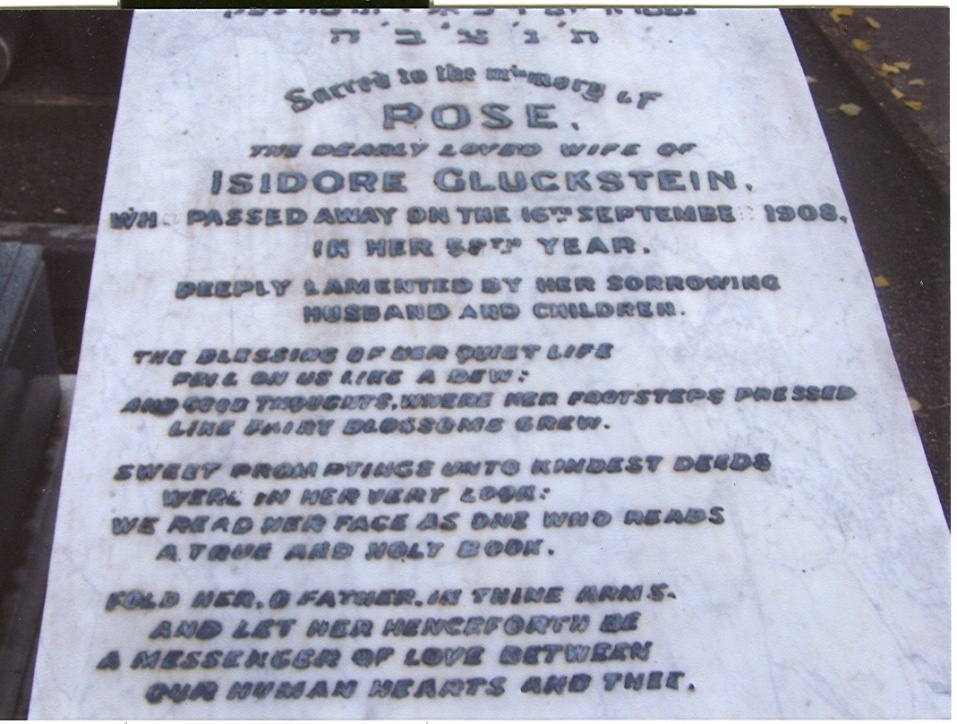 ת'נ'צ'ב'ה
Sacred to the memory of
ROSE.
THE DEARLY LOVED WIFE OF
ISIDORE GLUCKSTEIN.
WHO PASSED AWAY ON THE 16TH SEPTEMBER 1908,
IN HER 58TH YEAR.
DEEPLY LAMENTED BY HER SORROWING
HUSBAND AND CHILDREN.
THE BLESSING OF HER QUIET LIFE
FELL ON US LIKE A DEW:
AND GOOD THOUGHTS, WHERE HER FOOTSTEPS PRESSED
LIKE FAIRY BLOSSOMS GREW.
SWEET PROMPTINGS UNTO KINDEST DEEDS
WERE IN HER VERY LOOK:
WE READ HER FACE AS ONE WHO READS
A TRUE AND HOLY BOOK.
FOLD HER, O FATHER, IN THINE ARMS.
AND LET HER HENCEFORTH BE
A MESSENGER OF LOVE BETWEEN
OUR HUMAN HEARTS AND THEE.